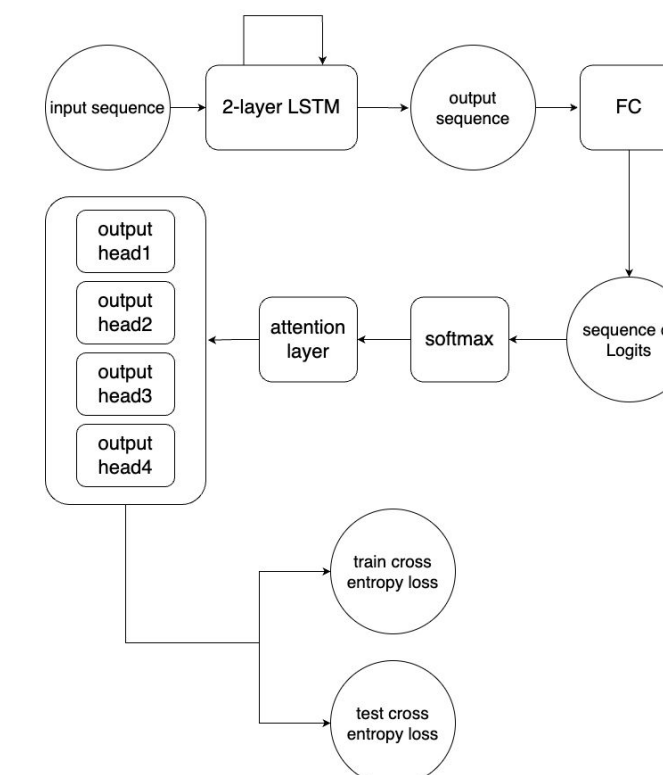 input sequence
2-layer LSTM
output
sequence
FC
sequence
Logits
softmax
attention
layer
output
head1
output
head2
output
head3
output
head4
train cross
entropy loss
test cross
entropy loss